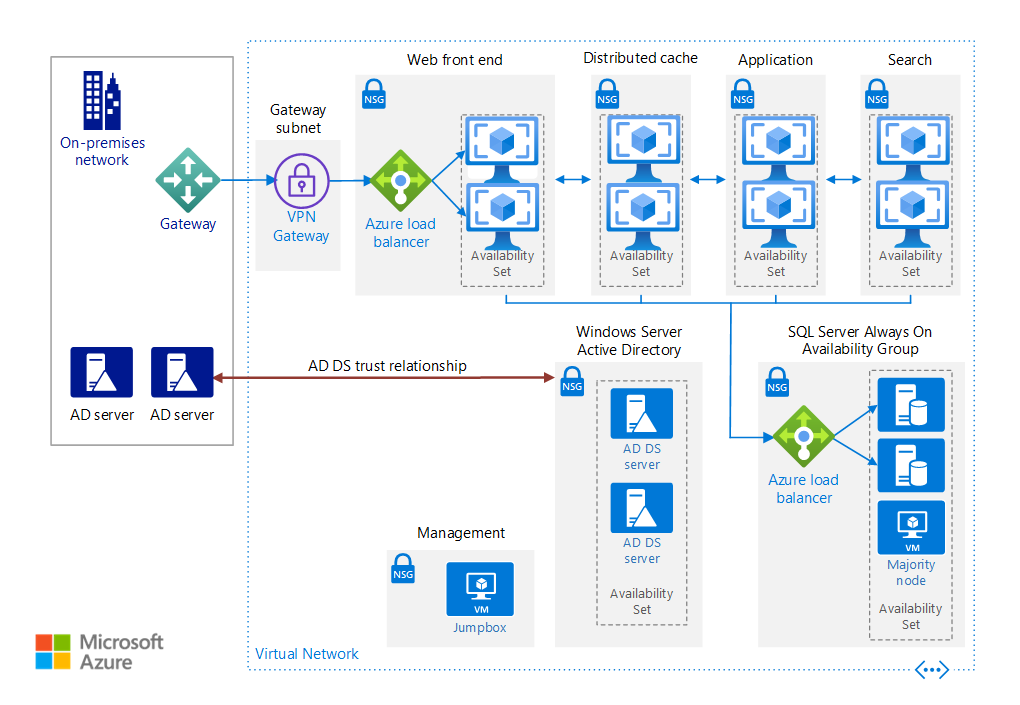 On-premises
network
Gateway
AD server
AD server
Gateway
subnet
VPN
Gateway
Web front end
NSG
Azure load
balancer
Availability
Set
Distributed cache
NSG
Availability
Set
Application
NSG
Availability
Set
Search
NSG
Availability
Set
AD DS trust relationship
Windows Server
Active Directory
NSG
AD DS
server
AD DS
server
Availability
Set
SQL Server Always On
Availability Group
NSG
Azure load
balancer
VM
Majority
node
Availability
Set
Management
NSG
VM
Jumpbox
Virtual Network
Microsoft
Azure